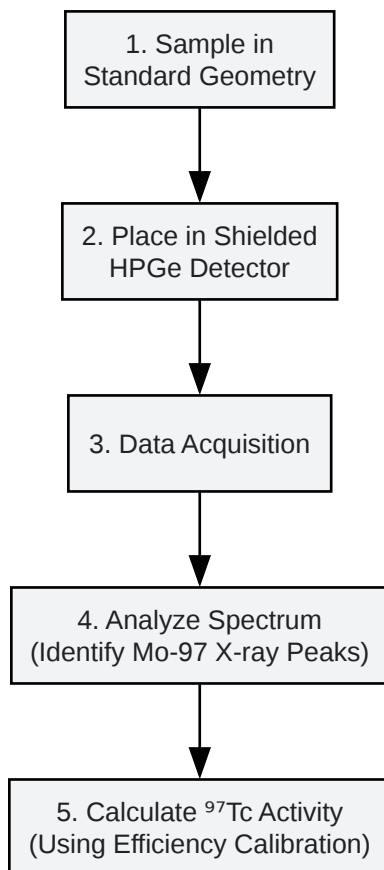 1. Sample in
Standard Geometry
2. Place in Shielded
HPGe Detector
3. Data Acquisition
4. Analyze Spectrum
(Identify Mo-97 X-ray Peaks)
5. Calculate ⁹⁷Tc Activity
(Using Efficiency Calibration)